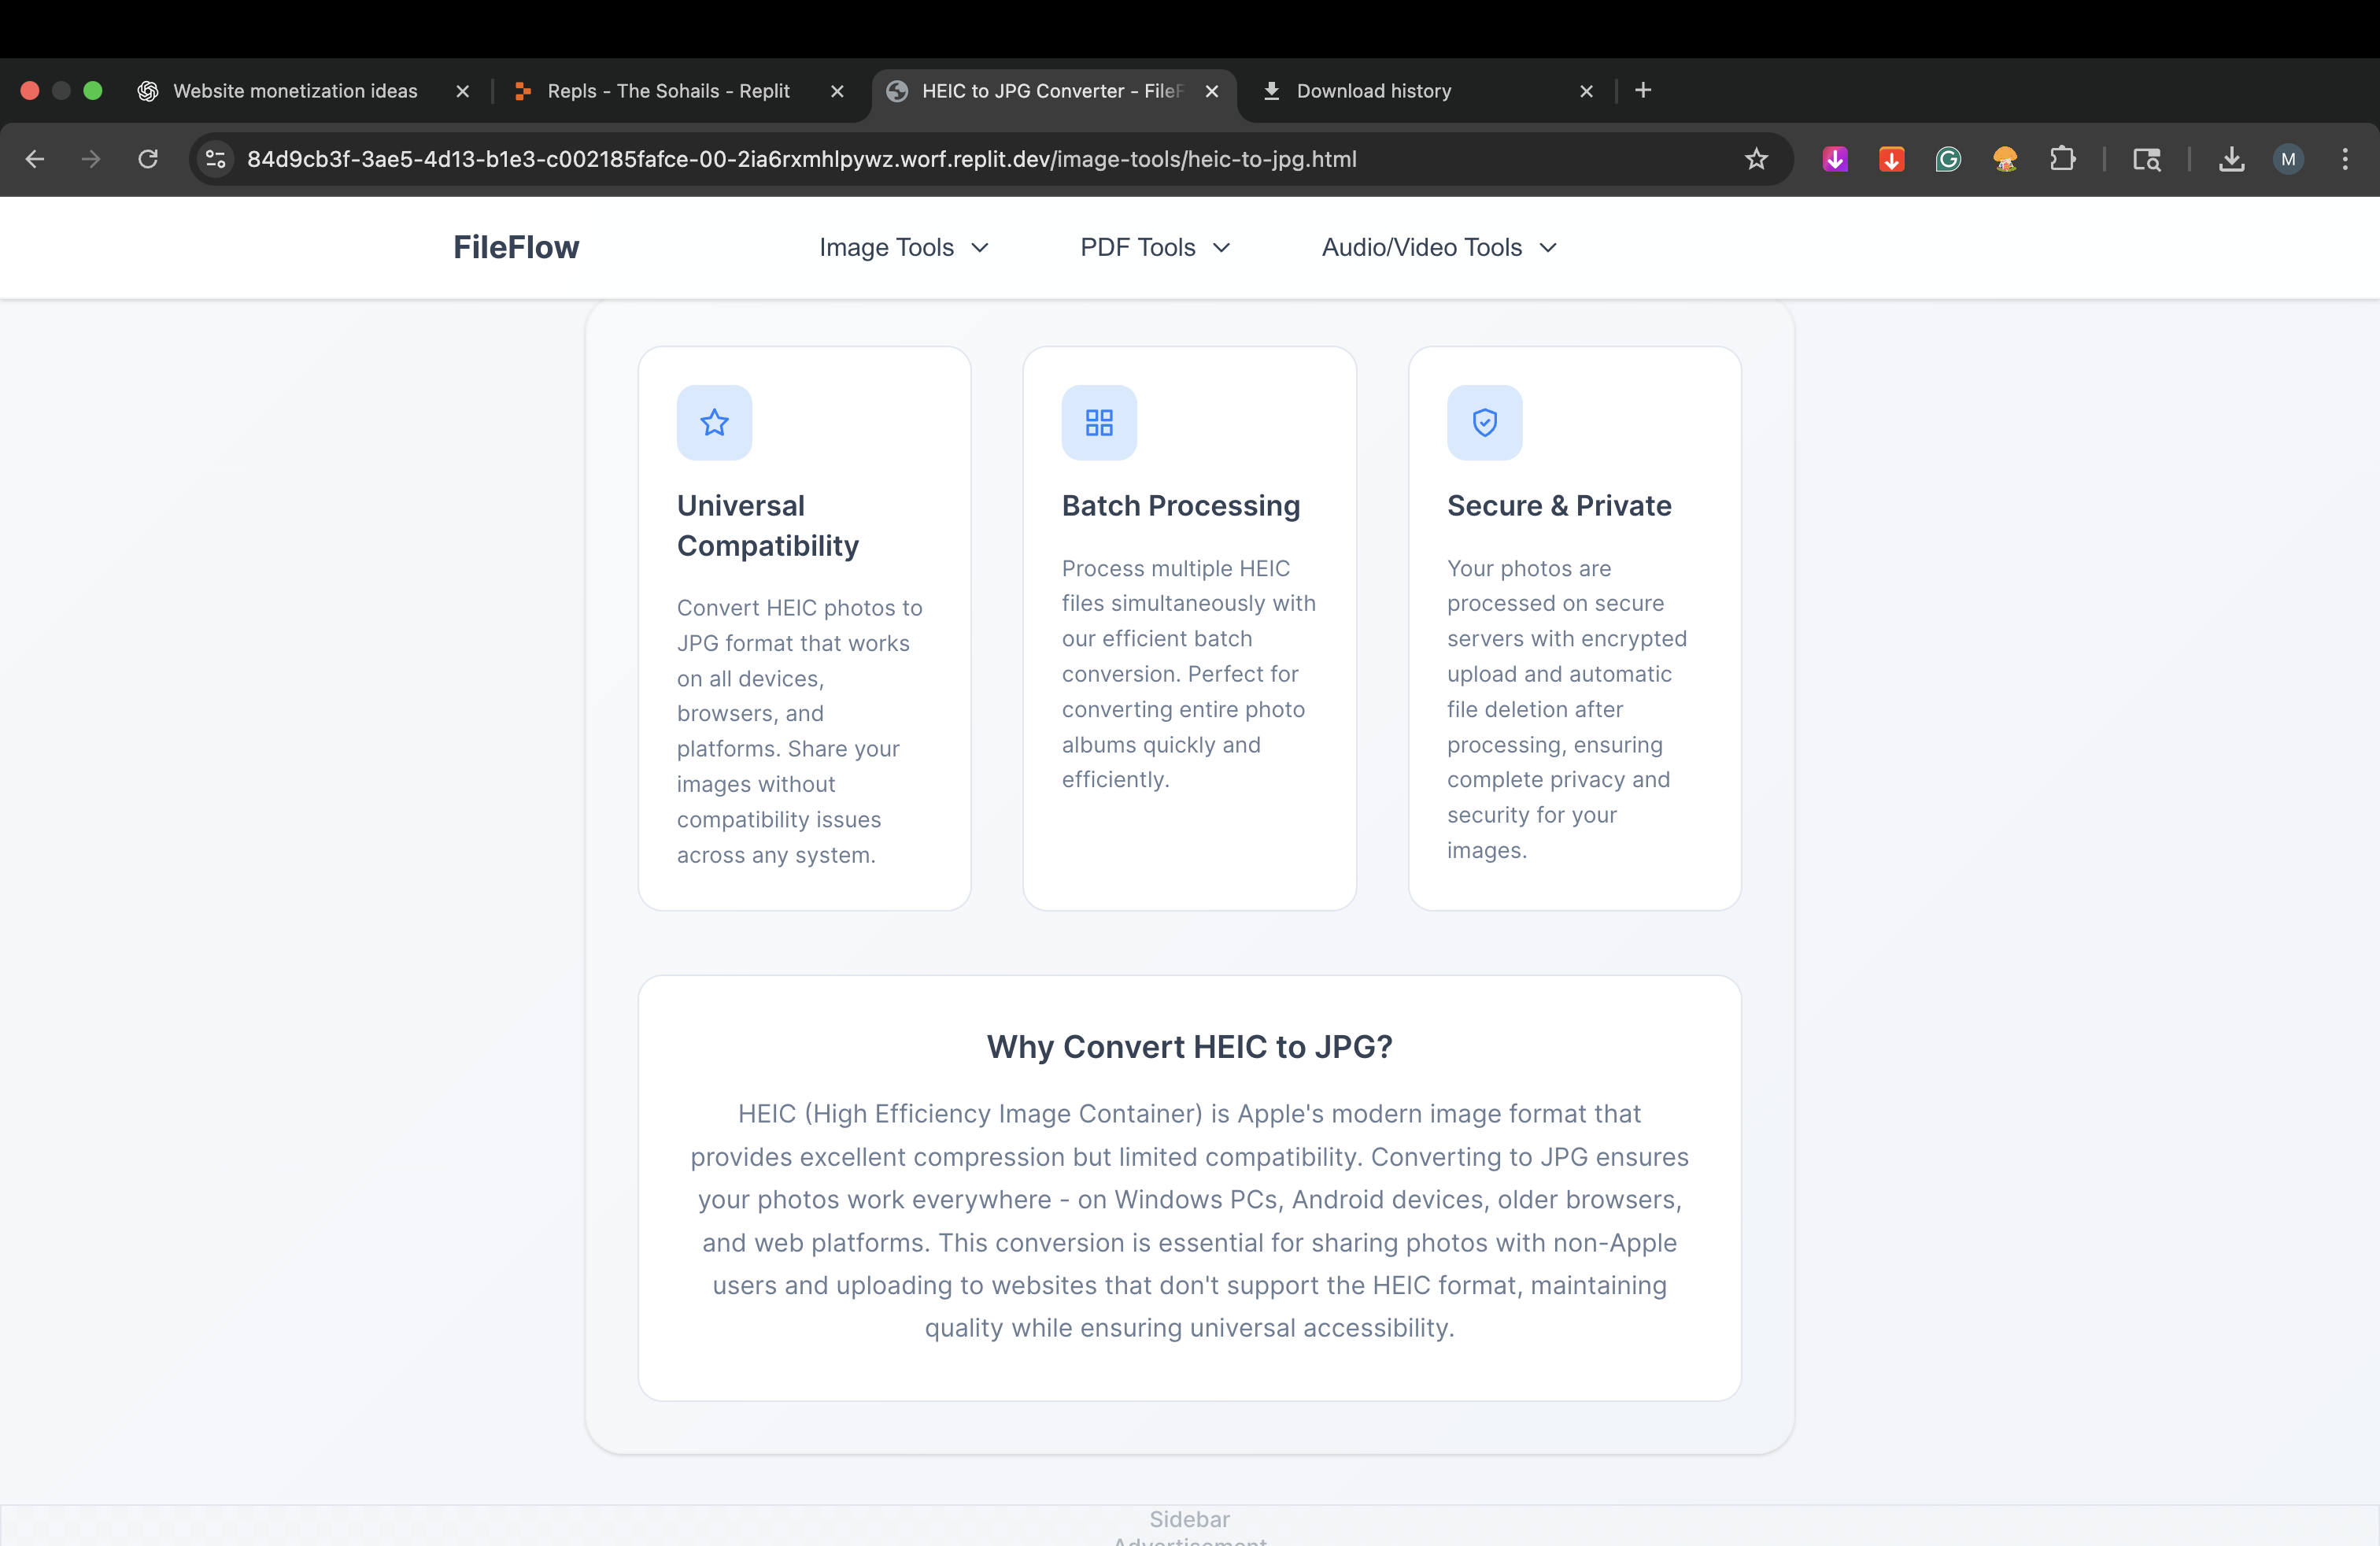 Website monetization ideas
Repls - The Sohails - Replit
HEIC to JPG Converter - FileF
Download history
84d9cb3f-3ae5-4d13-b1e3-c002185fafce-00-2ia6rxmhlpywz.worf.replit.dev/image-tools/heic-to-jpg.html
M
FileFlow
Image Tools
PDF Tools
Audio/Video Tools
Universal
Compatibility
Convert HEIC photos to
JPG format that works
on all devices,
browsers, and
platforms. Share your
images without
compatibility issues
across any system.
Batch Processing
Process multiple HEIC
files simultaneously with
our efficient batch
conversion. Perfect for
converting entire photo
albums quickly and
efficiently.
Secure & Private
Your photos are
processed on secure
servers with encrypted
upload and automatic
file deletion after
processing, ensuring
complete privacy and
security for your
images.
Why Convert HEIC to JPG?
HEIC (High Efficiency Image Container) is Apple's modern image format that
provides excellent compression but limited compatibility. Converting to JPG ensures
your photos work everywhere - on Windows PCs, Android devices, older browsers,
and web platforms. This conversion is essential for sharing photos with non-Apple
users and uploading to websites that don't support the HEIC format, maintaining
quality while ensuring universal accessibility.
Sidebar
Advertisement